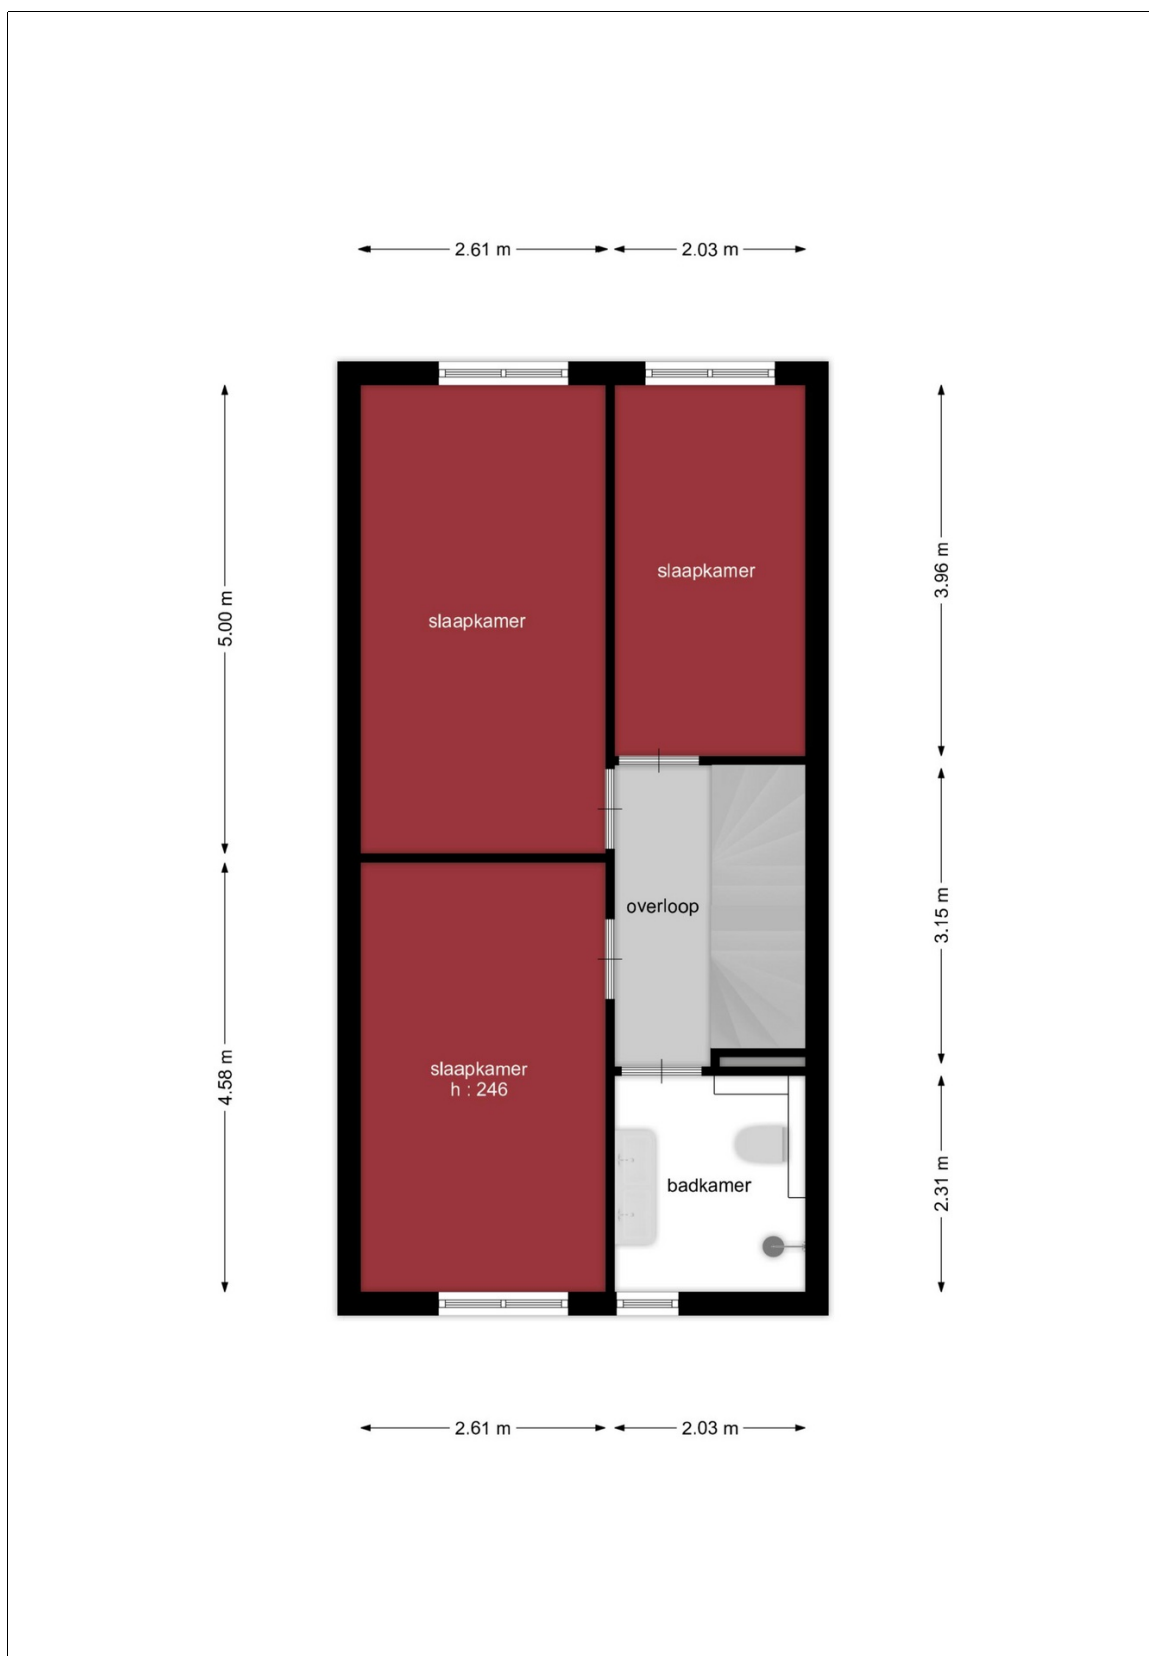 2.61 m
2.03 m
5.00 m
3.96 m
slaapkamer
slaapkamer
overloop
3.15 m
4.58 m
slaapkamer
h : 246
badkamer
2.31 m
2.61 m
2.03 m